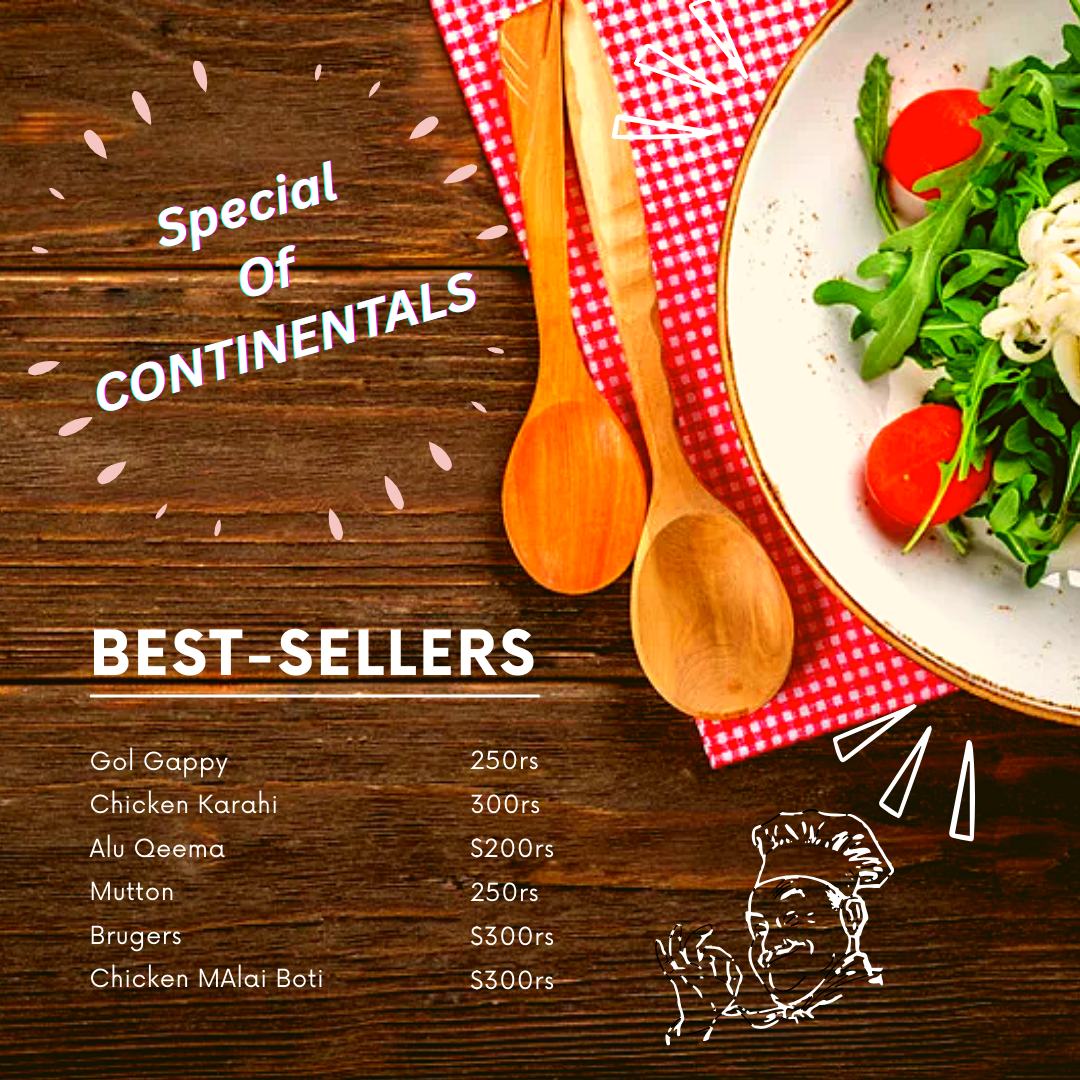 Special
Of
CONTINENTALS
BEST-SELLERS
Gol Gappy 250rs
Chicken Karahi 300rs
Alu Qeema S200rs
Mutton 250rs
Brugers S300rs
Chicken MAlai Boti S300rs